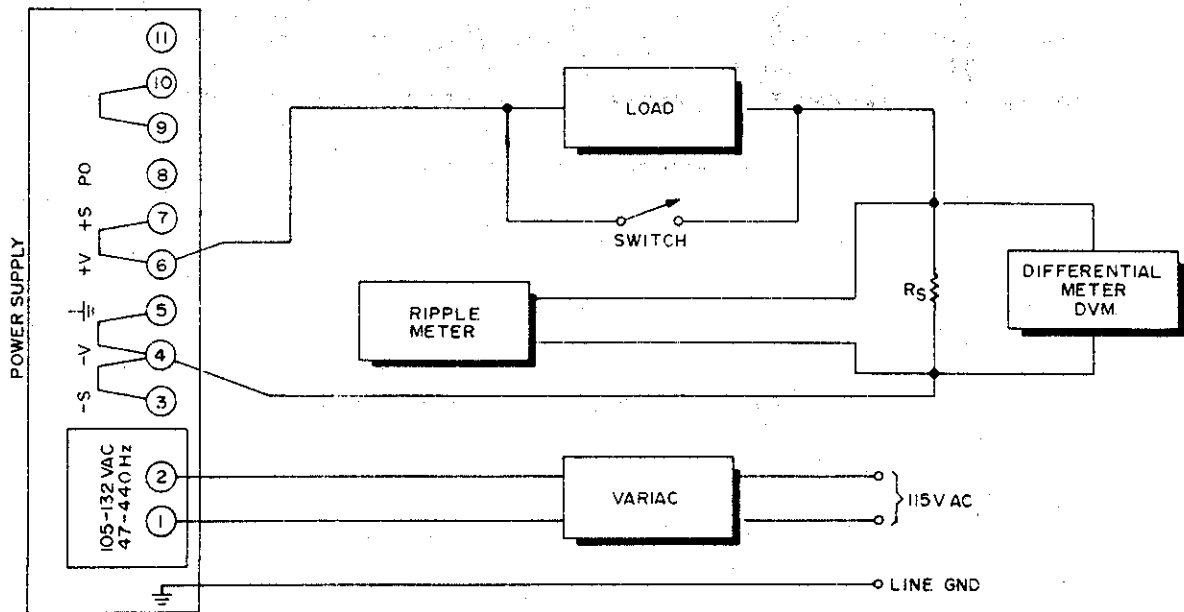 POWER SUPPLY
11
10
9
PO 8
+S 7
+V 6
5
-V 4
-S 3
105-132 VAC
47-440 Hz
2
1
LOAD
SWITCH
RIPPLE
METER
RS
DIFFERENTIAL
METER
DVM
VARIAC
115V AC
LINE GND